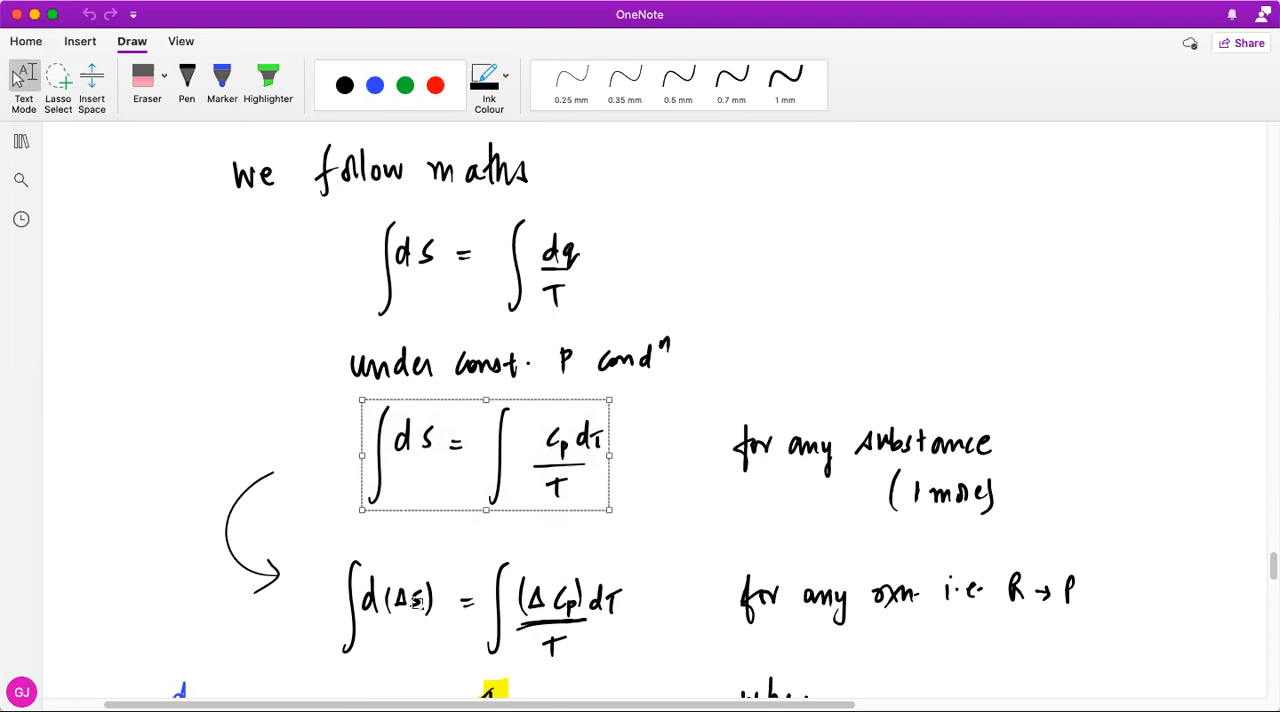 OneNote
Home Insert Draw View
Share
Text Mode
Lasso Select
Insert Space
Eraser
Pen
Marker
Highlighter
Ink Colour
0.25 mm
0.35 mm
0.5 mm
0.7 mm
1 mm
we follow maths
∫dS = ∫ dq/T
under const. P condⁿ
∫dS = ∫ Cp dT/T for any substance
(1 mole)
∫d(ΔS) = ∫ (ΔCp) dT/T for any rxn. i.e. R → P
d
GJ